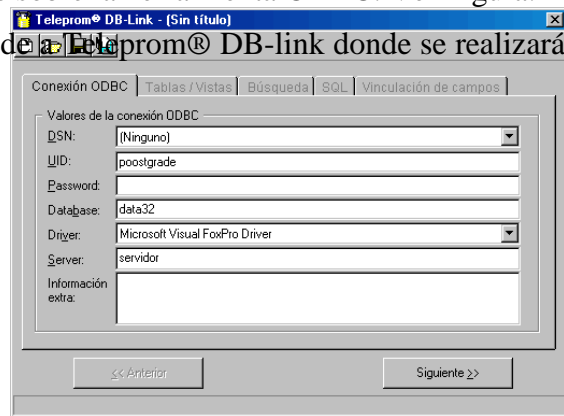 Teleprom® DB-Link - (Sin título)
de a Teleprom® DB-link donde se realizará
Conexión ODBC Tablas / Vistas Búsqueda SQL Vinculación de campos
Valores de la conexión ODBC
DSN: (Ninguno)
UID: poostgrade
Password:
Database: data32
Driver: Microsoft Visual FoxPro Driver
Server: servidor
Información
extra:
<< Anterior Siguiente >>